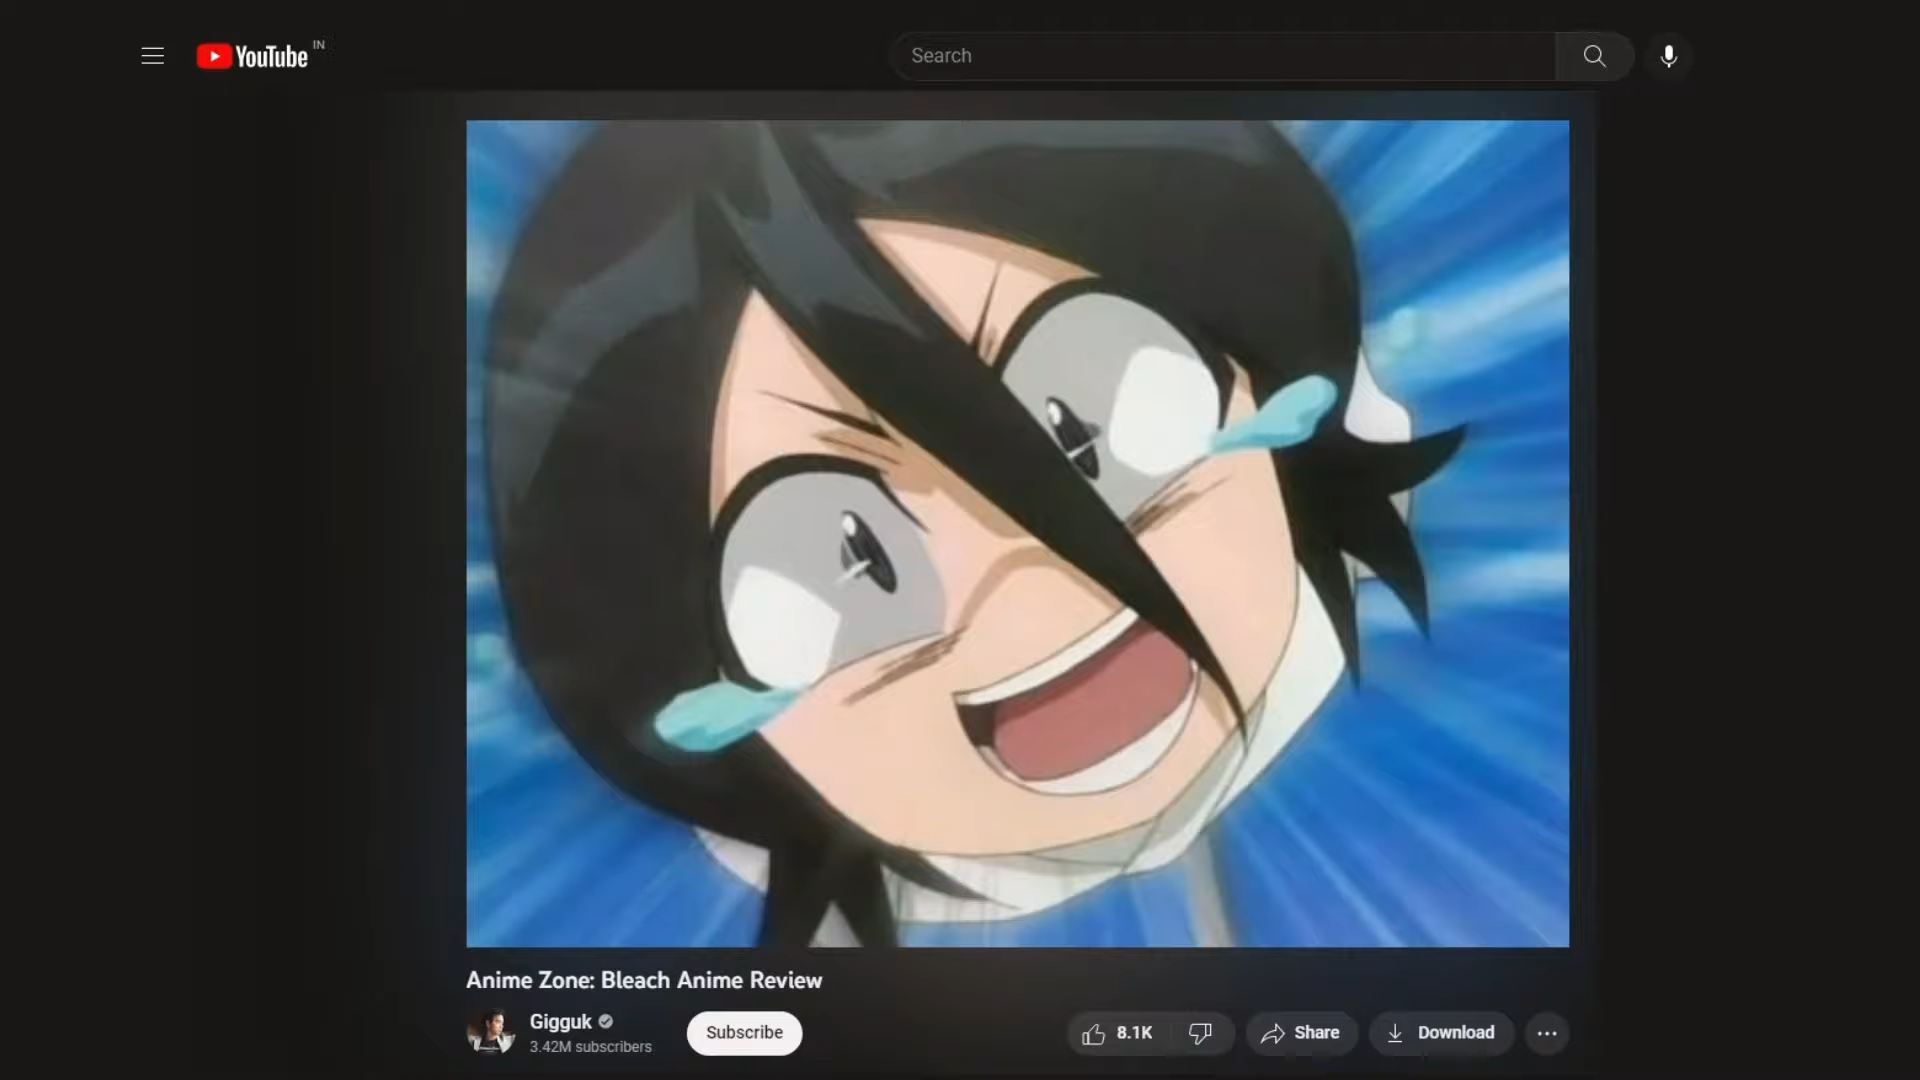 YouTube IN
Search
Anime Zone: Bleach Anime Review
Gigguk
3.42M subscribers
Subscribe
8.1K
Share
Download